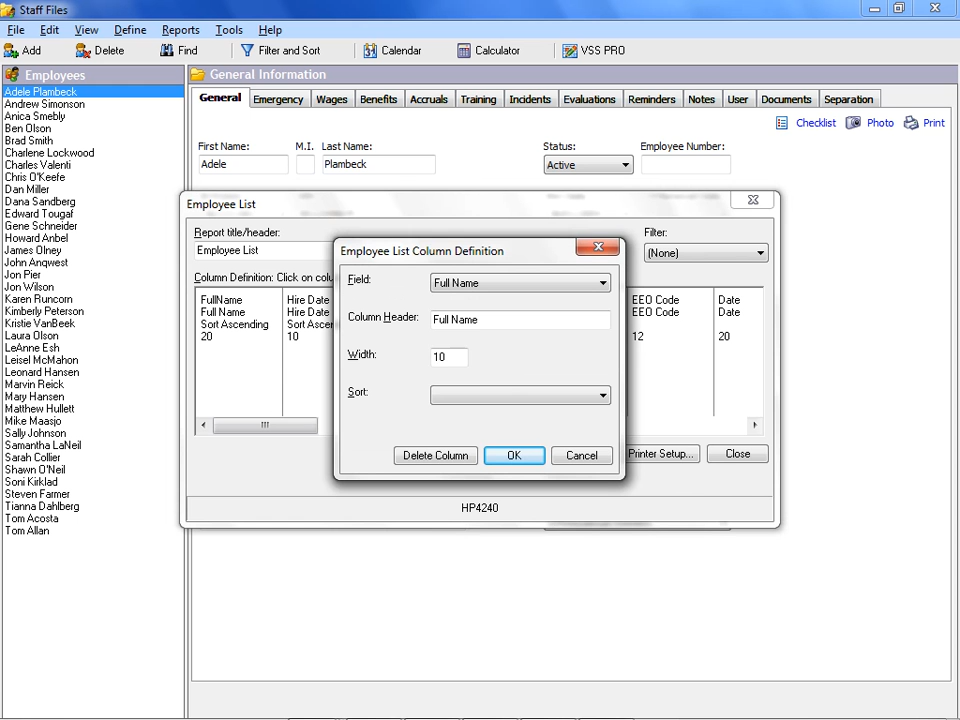 Staff Files
File Edit View Define Reports Tools Help
Add Delete Find Filter and Sort Calendar Calculator VSS PRO
Employees
General Information
Adele Plambeck
Andrew Simonson
Anica Smebly
Ben Olson
Brad Smith
Charlene Lockwood
Charles Valenti
Chris O'Keefe
Dan Miller
Dana Sandberg
Edward Tougaf
Gene Schneider
Howard Anbel
James Olney
John Anqwest
Jon Pier
Jon Wilson
Karen Runcorn
Kimberly Peterson
Kristie VanBeek
Laura Olson
LeAnne Esh
Leisel McMahon
Leonard Hansen
Marvin Reick
Mary Hansen
Matthew Hullett
Mike Maasjo
Sally Johnson
Samantha LaNeil
Sarah Collier
Shawn O'Neil
Soni Kirklad
Steven Farmer
Tianna Dahlberg
Tom Acosta
Tom Allan
General Emergency Wages Benefits Accruals Training Incidents Evaluations Reminders Notes User Documents Separation
Checklist Photo Print
First Name: M.I. Last Name: Status: Employee Number:
Adele Plambeck Active
Employee List
Report title/header: Filter:
Employee List (None)
Column Definition: Click on colu
FullName Hire Date EEO Code Date
Full Name Hire Date EEO Code Date
Sort Ascending Sort Ascer
20 10 12 20
Printer Setup... Close
HP4240
Employee List Column Definition
Field: Full Name
Column Header: Full Name
Width: 10
Sort:
Delete Column OK Cancel